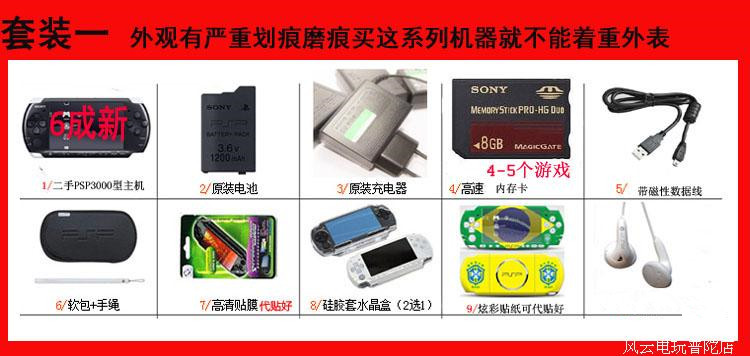 套装一 外观有严重划痕磨痕买这系列机器就不能着重外表
6成新
1/二手PSP3000型主机
SONY
PSP
BATTERY PACK
3.6v
1200mAh
2/原装电池
3/原装充电器
SONY
MEMORY STICK PRO-HG DUO
8GB
MAGICGATE
4-5个游戏
4/高速 内存卡
5/ 带磁性数据线
6/软包+手绳
7/高清贴膜代贴好
8/硅胶套水晶盒（2选1）
9/炫彩贴纸可代贴好
风云电玩普陀店